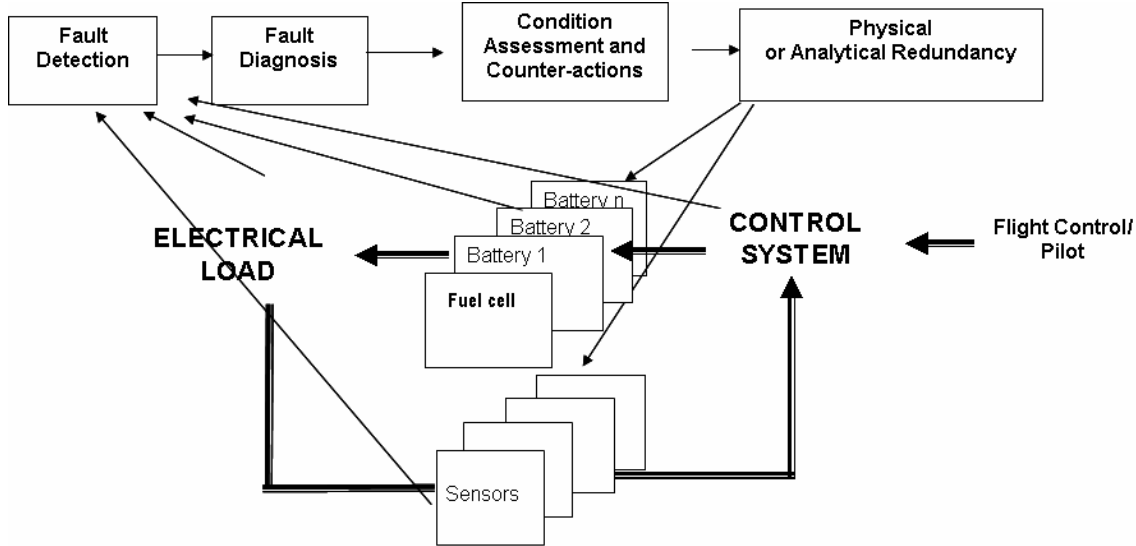 Fault
Detection
Fault
Diagnosis
Condition
Assessment and
Counter-actions
Physical
or Analytical Redundancy
Battery n
Battery 2
Battery 1
Fuel cell
ELECTRICAL
LOAD
CONTROL
SYSTEM
Flight Control/
Pilot
Sensors